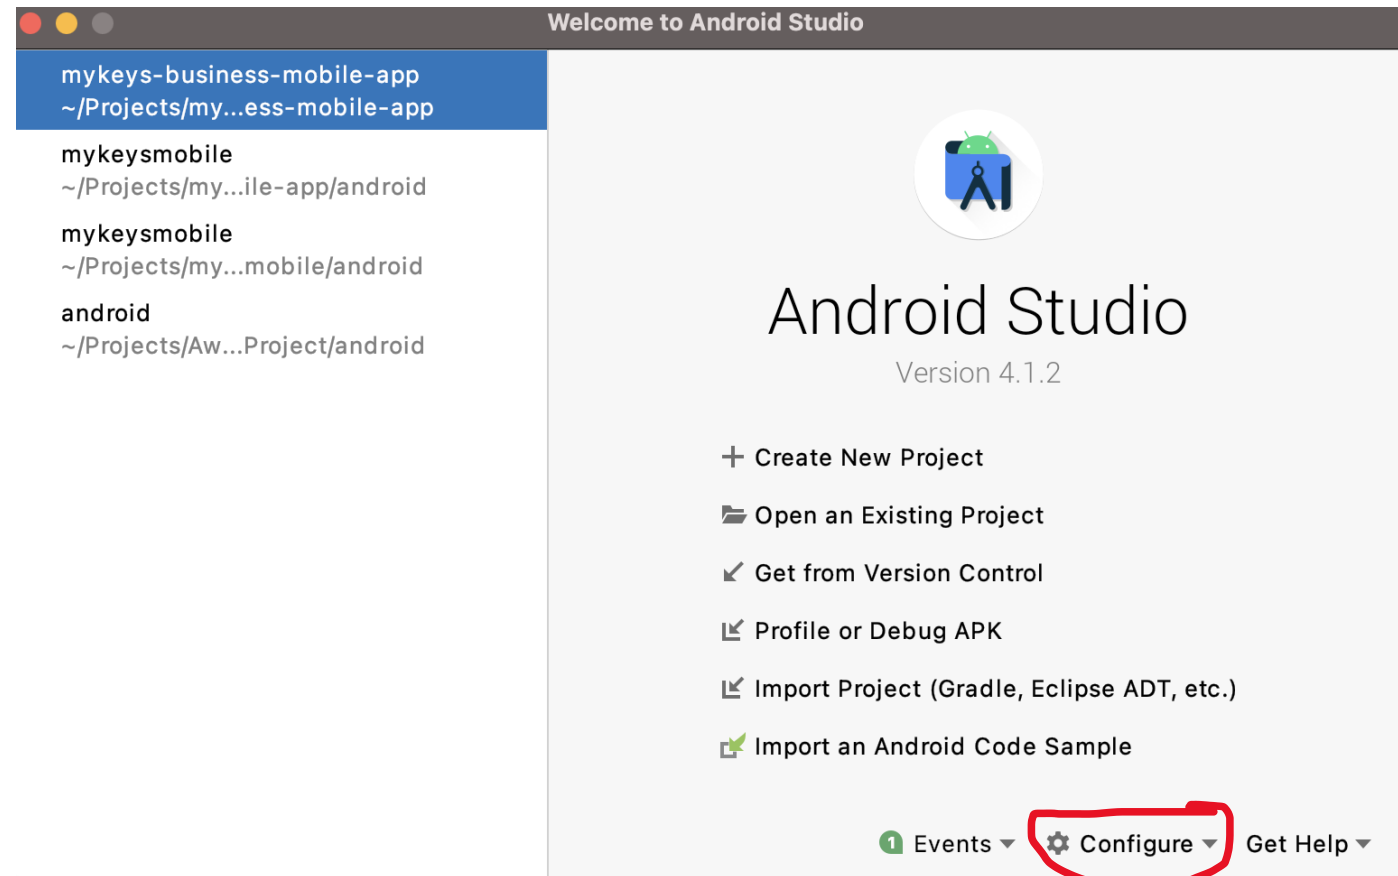 Welcome to Android Studio
mykeys-business-mobile-app
~/Projects/my...ess-mobile-app
mykeysmobile
~/Projects/my...ile-app/android
mykeysmobile
~/Projects/my...mobile/android
android
~/Projects/Aw...Project/android
Android Studio
Version 4.1.2
Create New Project
Open an Existing Project
Get from Version Control
Profile or Debug APK
Import Project (Gradle, Eclipse ADT, etc.)
Import an Android Code Sample
1 Events Configure Get Help